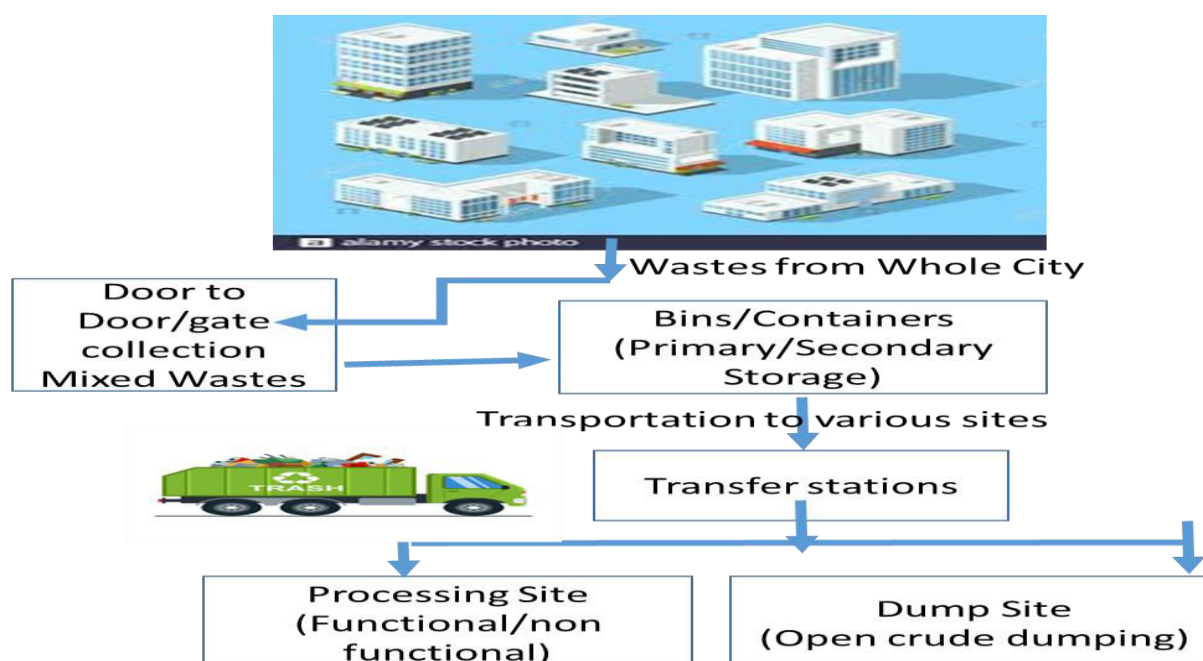 a alamy stock photo
Wastes from Whole City
Door to
Door/gate
collection
Mixed Wastes
Bins/Containers
(Primary/Secondary
Storage)
Transportation to various sites
TRASH
Transfer stations
Processing Site
(Functional/non
functional)
Dump Site
(Open crude dumping)